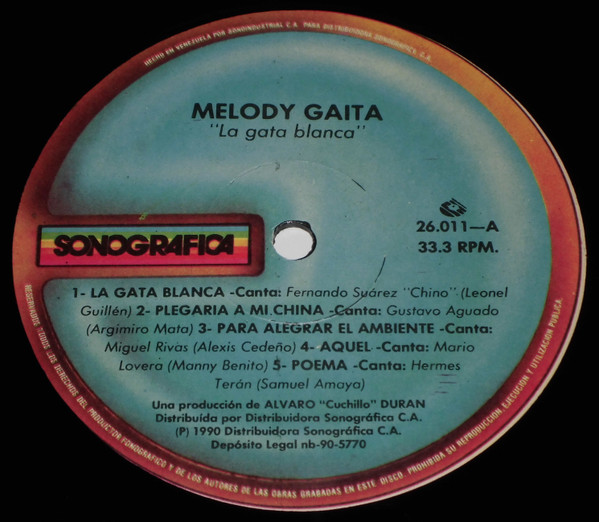 HECHO EN VENEZUELA POR SONOINDUSTRIAL C.A. PARA DISTRIBUIDORA SONOGRAFICA, C.A.
MELODY GAITA
"La gata blanca"
26.011—A
33.3 RPM.
SONOGRAFICA
1- LA GATA BLANCA -Canta: Fernando Suárez "Chino" (Leonel
Guillén) 2- PLEGARIA A MI CHINA -Canta: Gustavo Aguado
(Argimiro Mata) 3- PARA ALEGRAR EL AMBIENTE -Canta:
Miguel Rivas (Alexis Cedeño) 4- AQUEL -Canta: Mario
Lovera (Manny Benito) 5- POEMA -Canta: Hermes
Terán (Samuel Amaya)
Una producción de ALVARO "Cuchillo" DURAN
Distribuída por Distribuidora Sonográfica C.A.
(P) 1990 Distribuidora Sonográfica C.A.
Depósito Legal nb-90-5770
RESERVADOS TODOS LOS DERECHOS DEL PRODUCTOR FONOGRAFICO Y DE LOS AUTORES DE LAS OBRAS GRABADAS EN ESTE DISCO. PROHIBIDA SU REPRODUCCION, EJECUCION Y UTILIZACION PUBLICA.